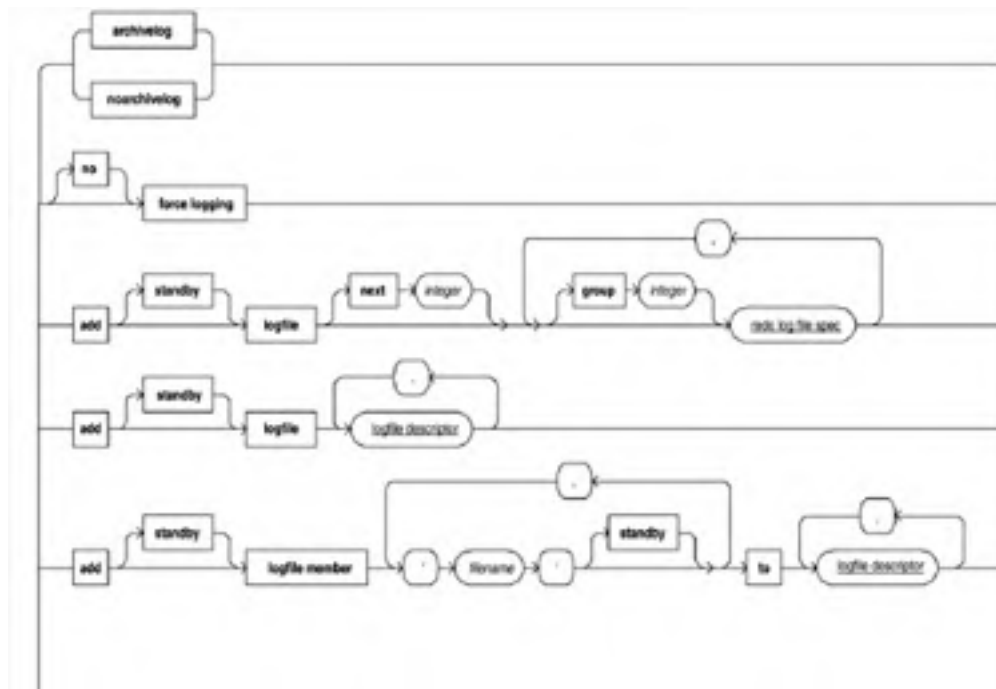 archivelog
noarchivelog
no
force logging
,
standby next integer group integer
add logfile redo log file spec
,
standby
add logfile logfile descriptor
,
standby standby ,
add logfile member ' filename ' to logfile descriptor